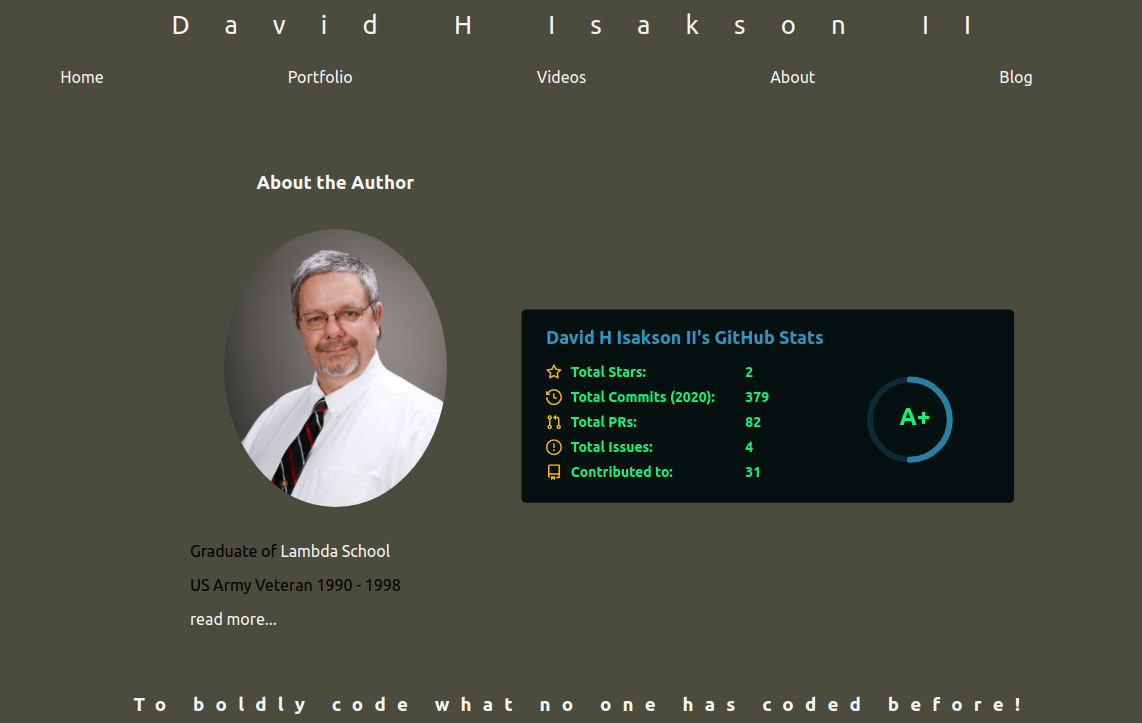 David H Isakson II
Home Portfolio Videos About Blog
About the Author
David H Isakson II's GitHub Stats
Total Stars: 2
Total Commits (2020): 379
Total PRs: 82
Total Issues: 4
Contributed to: 31
A+
Graduate of Lambda School
US Army Veteran 1990 - 1998
read more...
To boldly code what no one has coded before!